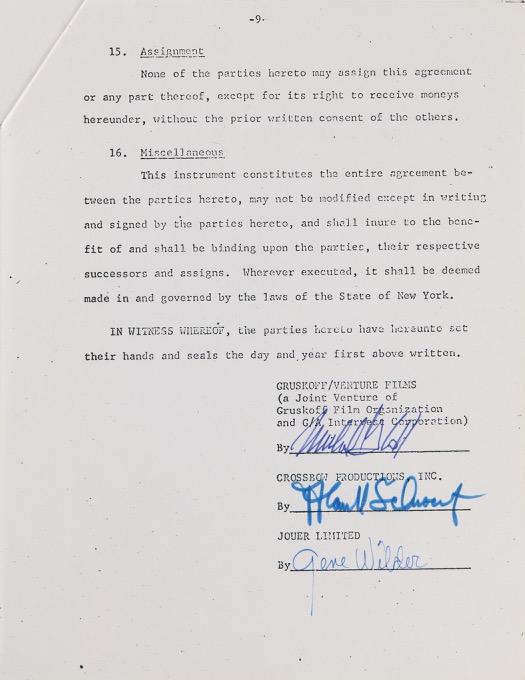 -9-
15. Assignment
None of the parties hereto may assign this agreement
or any part thereof, except for its right to receive moneys
hereunder, without the prior written consent of the others.
16. Miscellaneous
This instrument constitutes the entire agreement be-
tween the parties hereto, may not be modified except in writing
and signed by the parties hereto, and shall inure to the bene-
fit of and shall be binding upon the parties, their respective
successors and assigns. Wherever executed, it shall be deemed
made in and governed by the laws of the State of New York.
IN WITNESS WHEREOF, the parties hereto have hereunto set
their hands and seals the day and year first above written.
GRUSKOFF/VENTURE FILMS
(a Joint Venture of
Gruskoff Film Organization
and Corporation)
By
CROSSBOW PRODUCTIONS, INC.
By
JOUER LIMITED
By Gene Wilder